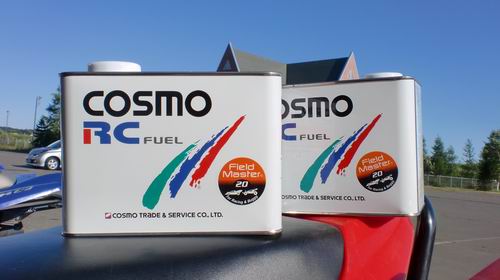 COSMO
RC FUEL
Field
Master
20
COSMO TRADE & SERVICE CO., LTD.
COSMO
RC FUEL
Field
Master
20
COSMO TRADE & SERVICE CO., LTD.